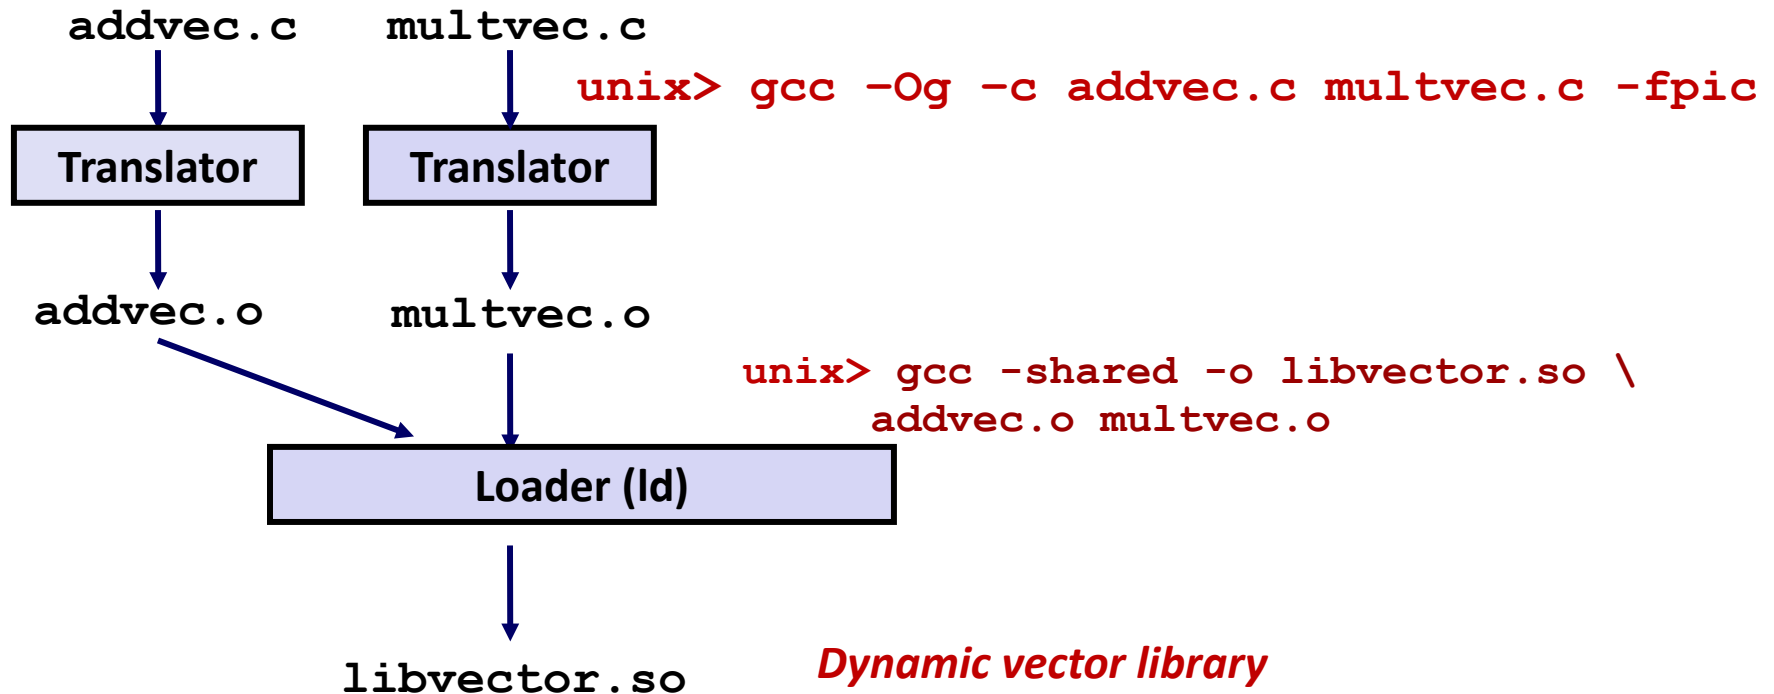 addvec.c multvec.c
unix> gcc –Og –c addvec.c multvec.c -fpic
Translator Translator
addvec.o multvec.o
unix> gcc -shared -o libvector.so \
addvec.o multvec.o
Loader (ld)
libvector.so
Dynamic vector library